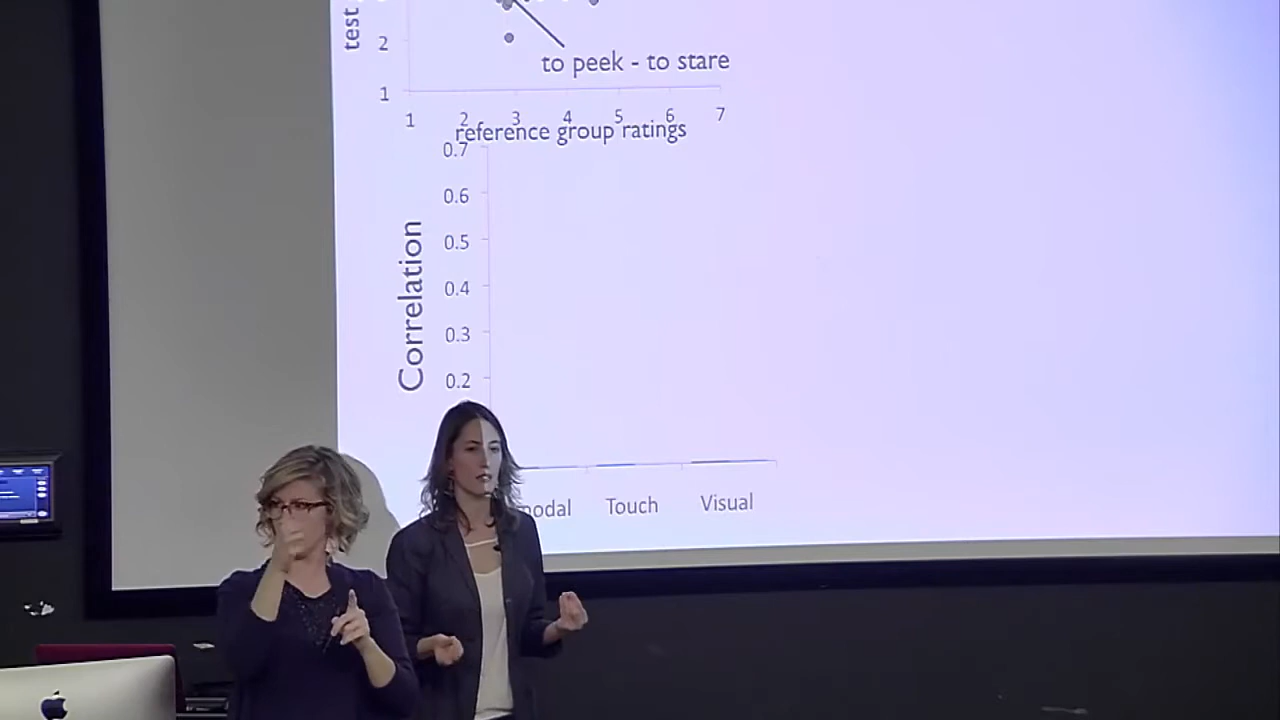 test
2
to peek - to stare
1
1 2 3 4 5 6 7
reference group ratings
0.7
0.6
0.5
0.4
0.3
0.2
Correlation
Touch
Visual